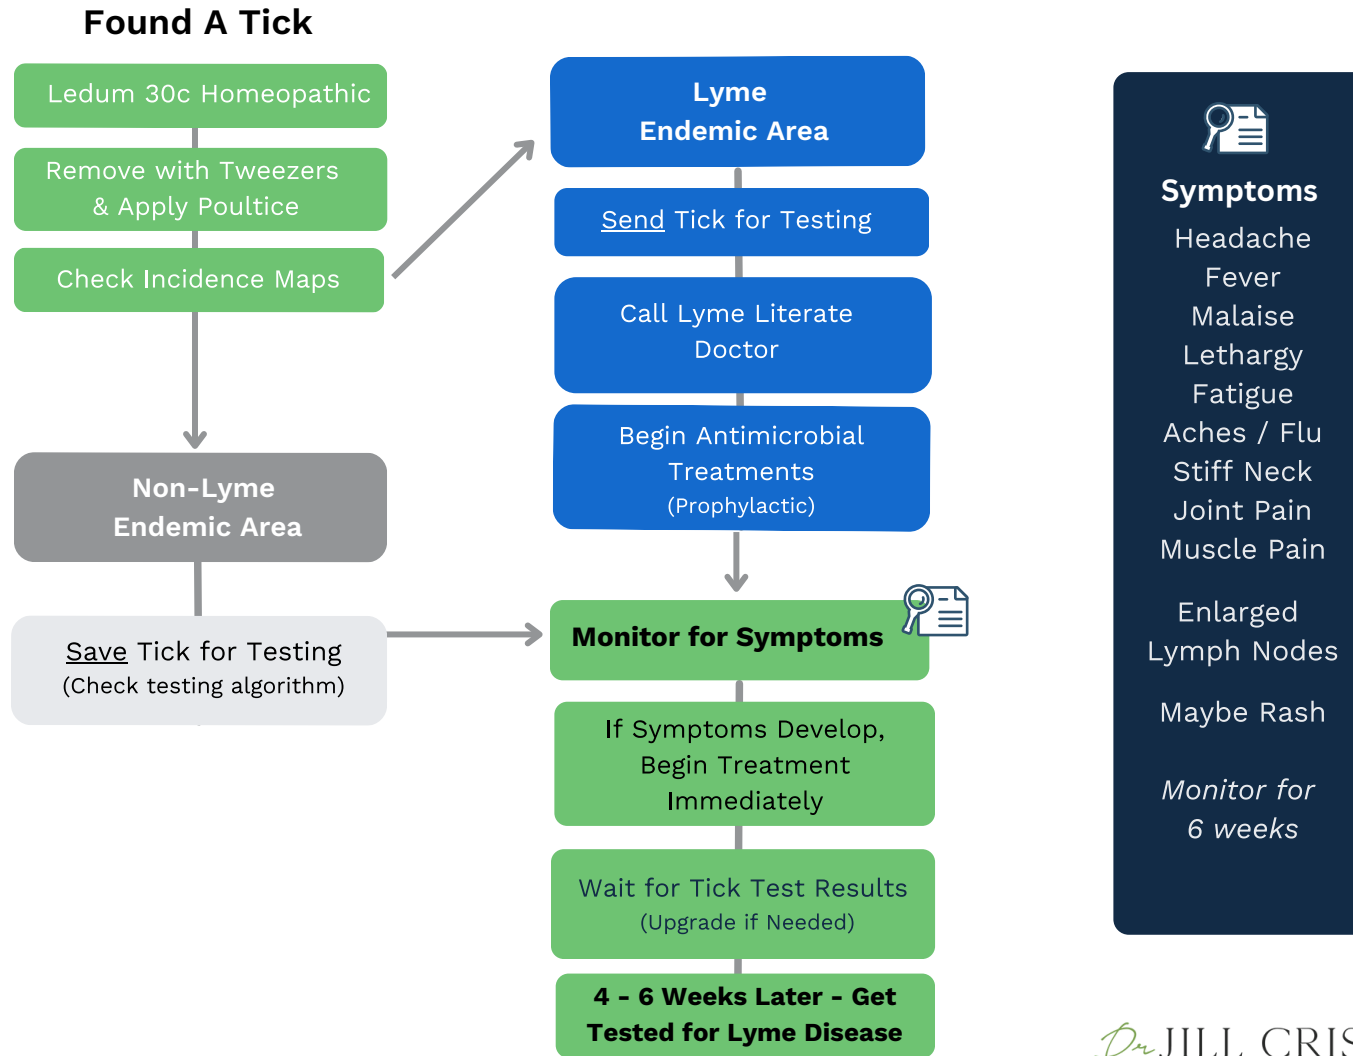 Found A Tick
Ledum 30c Homeopathic
Remove with Tweezers
& Apply Poultice
Check Incidence Maps
Non-Lyme
Endemic Area
Save Tick for Testing
(Check testing algorithm)
Lyme
Endemic Area
Send Tick for Testing
Call Lyme Literate
Doctor
Begin Antimicrobial
Treatments
(Prophylactic)
Monitor for Symptoms
If Symptoms Develop,
Begin Treatment
Immediately
Wait for Tick Test Results
(Upgrade if Needed)
4 - 6 Weeks Later - Get
Tested for Lyme Disease
Symptoms
Headache
Fever
Malaise
Lethargy
Fatigue
Aches / Flu
Stiff Neck
Joint Pain
Muscle Pain
Enlarged
Lymph Nodes
Maybe Rash
Monitor for
6 weeks
Dr JILL